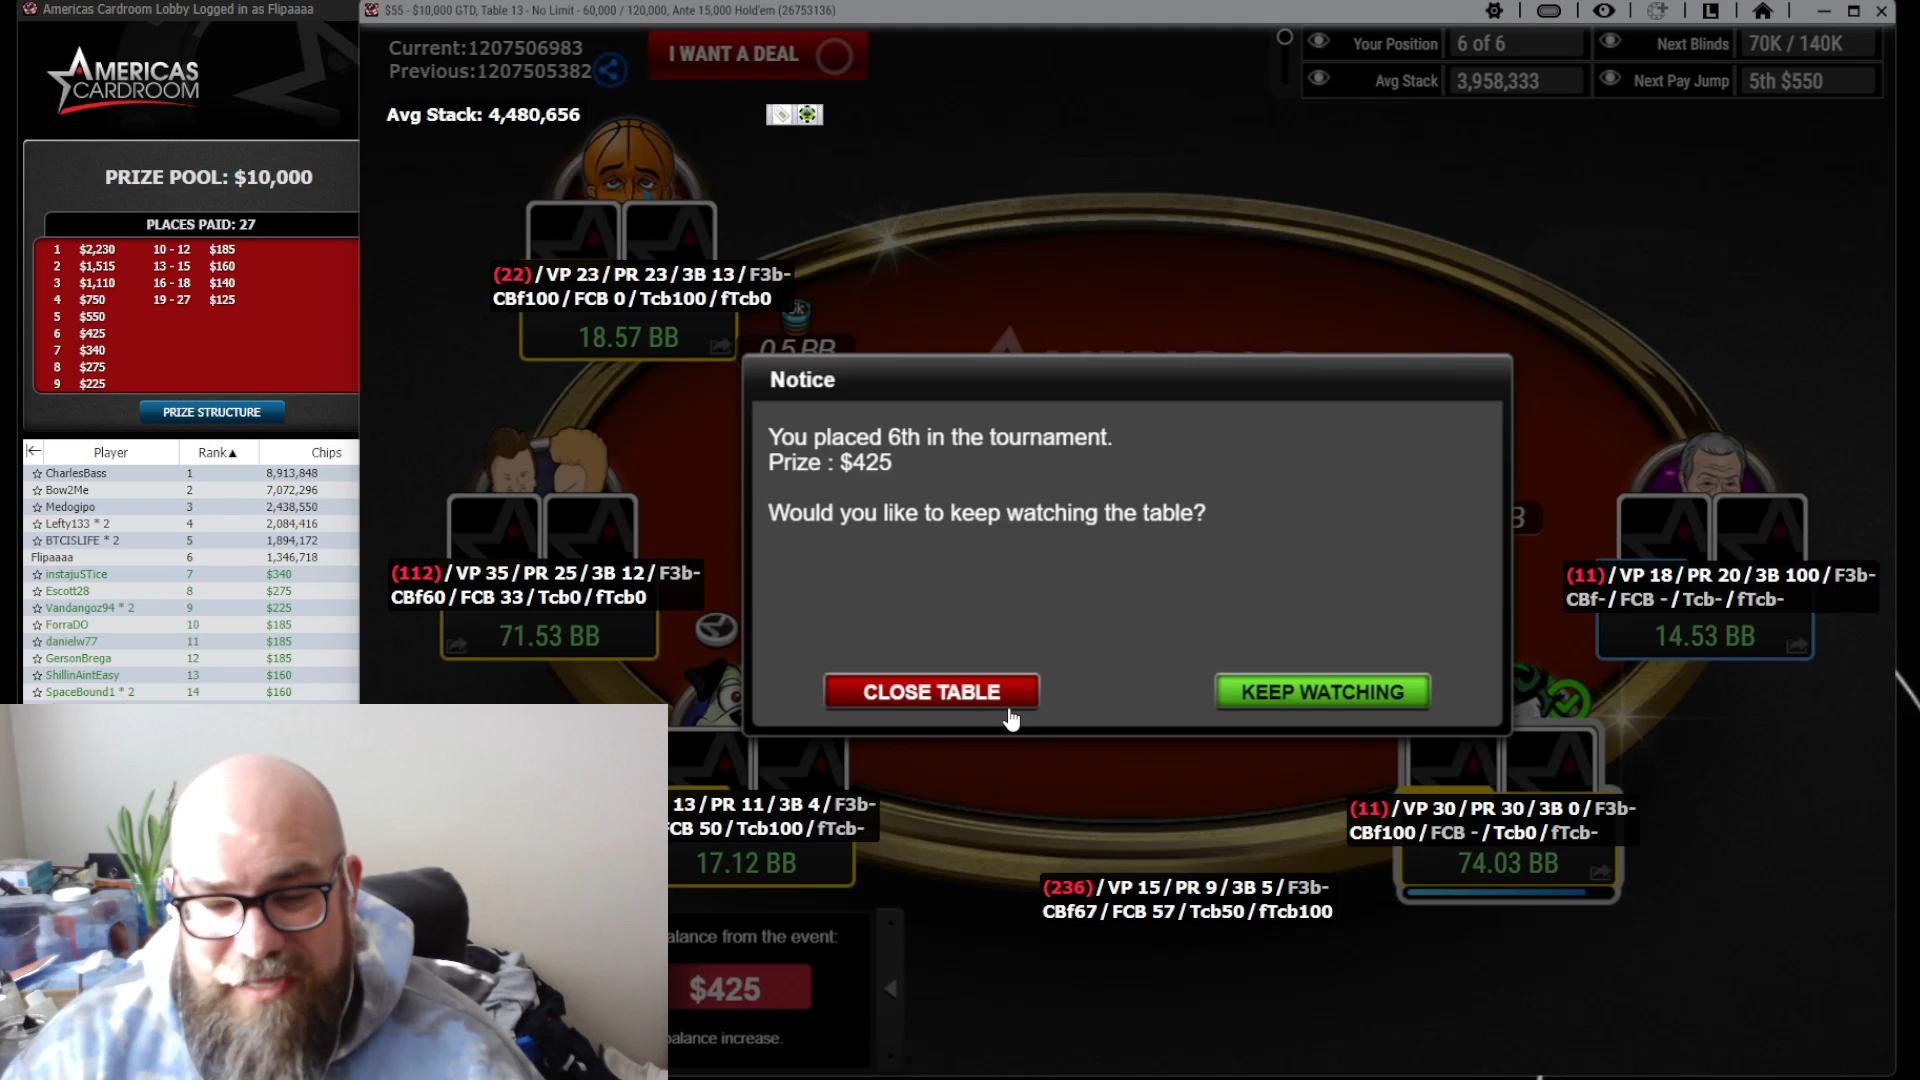 Americas Cardroom Lobby Logged in as Flipaaaa
$55 - $10,000 GTD, Table 13 - No Limit - 60,000 / 120,000, Ante 15,000 Hold'em (26753136)
AMERICAS
CARDROOM
Current:1207506983
Previous:1207505382
I WANT A DEAL
Your Position 6 of 6
Next Blinds 70K / 140K
Avg Stack 3,958,333
Next Pay Jump 5th $550
Avg Stack: 4,480,656
PRIZE POOL: $10,000
PLACES PAID: 27
1 $2,230 10 - 12 $185
2 $1,515 13 - 15 $160
3 $1,110 16 - 18 $140
4 $750 19 - 27 $125
5 $550
6 $425
7 $340
8 $275
9 $225
PRIZE STRUCTURE
Player Rank▲ Chips
CharlesBass 1 8,913,848
Bow2Me 2 7,072,296
Medogipo 3 2,438,550
Lefty133 * 2 4 2,084,416
BTCISLIFE * 2 5 1,894,172
Flipaaaa 6 1,346,718
instajuSTice 7 $340
Escott28 8 $275
Vandangoz94 * 2 9 $225
ForraDO 10 $185
danielw77 11 $185
GersonBrega 12 $185
ShillinAintEasy 13 $160
SpaceBound1 * 2 14 $160
(22) / VP 23 / PR 23 / 3B 13 / F3b-
CBf100 / FCB 0 / Tcb100 / fTcb0
18.57 BB
0.5 BB
(112) / VP 35 / PR 25 / 3B 12 / F3b-
CBf60 / FCB 33 / Tcb0 / fTcb0
71.53 BB
Notice
You placed 6th in the tournament.
Prize : $425
Would you like to keep watching the table?
CLOSE TABLE
KEEP WATCHING
(11) / VP 18 / PR 20 / 3B 100 / F3b-
CBf- / FCB - / Tcb- / fTcb-
14.53 BB
13 / PR 11 / 3B 4 / F3b-
FCB 50 / Tcb100 / fTcb-
17.12 BB
(11) / VP 30 / PR 30 / 3B 0 / F3b-
CBf100 / FCB - / Tcb0 / fTcb-
74.03 BB
(236) / VP 15 / PR 9 / 3B 5 / F3b-
CBf67 / FCB 57 / Tcb50 / fTcb100
alance from the event:
$425
balance increase.